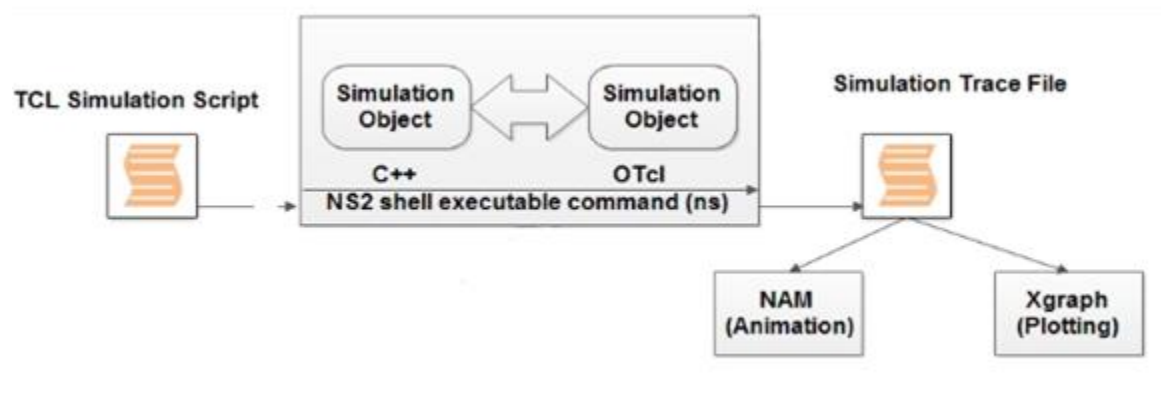 TCL Simulation Script
Simulation
Object
Simulation
Object
C++
OTcl
NS2 shell executable command (ns)
Simulation Trace File
NAM
(Animation)
Xgraph
(Plotting)